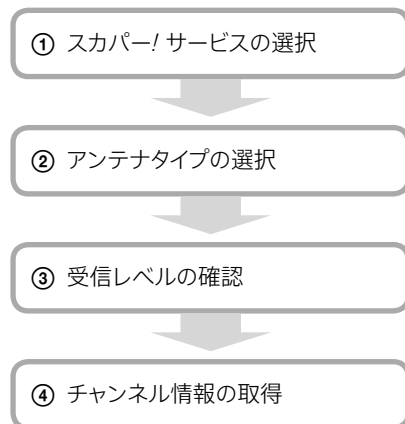 ① スカパー! サービスの選択
② アンテナタイプの選択
③ 受信レベルの確認
④ チャンネル情報の取得